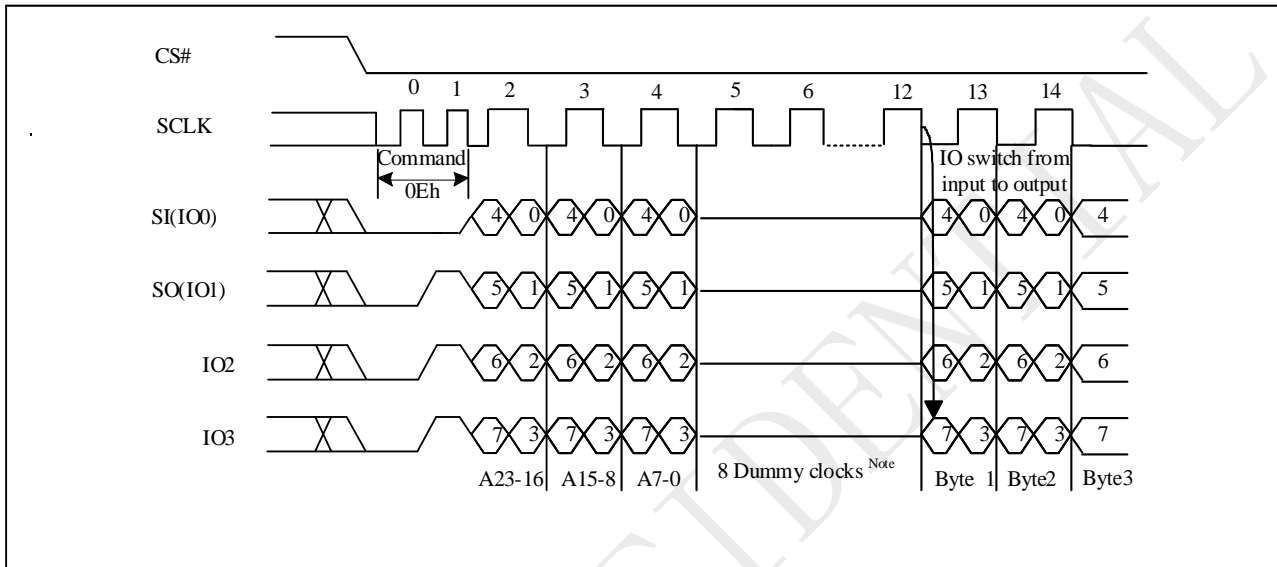 CS#
0 1 2 3 4 5 6 12 13 14
SCLK
Command
0Eh
IO switch from
input to output
SI(IO0) 4 0 4 0 4 0 4 0 4 0 4
SO(IO1) 5 1 5 1 5 1 5 1 5 1 5
IO2 6 2 6 2 6 2 6 2 6 2 6
IO3 7 3 7 3 7 3 7 3 7 3 7
A23-16 A15-8 A7-0 8 Dummy clocks Note Byte 1 Byte2 Byte3